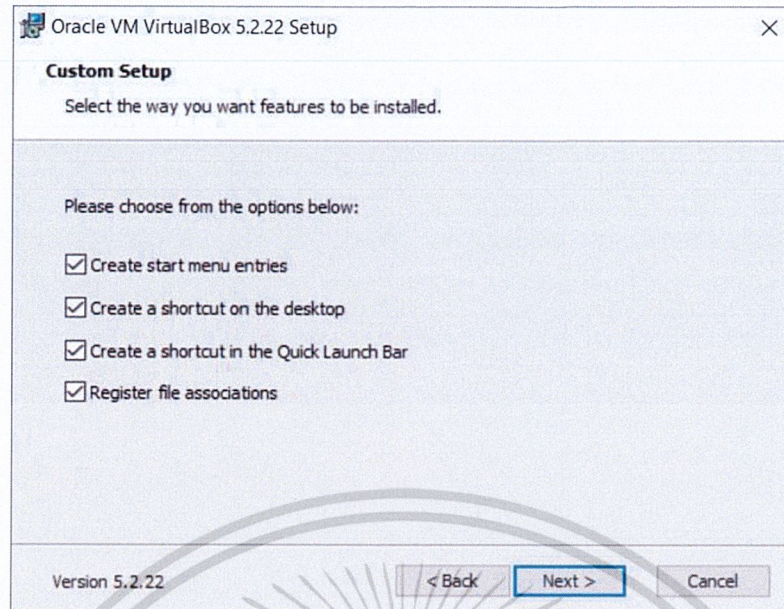 Oracle VM VirtualBox 5.2.22 Setup
Custom Setup
Select the way you want features to be installed.
Please choose from the options below:
Create start menu entries
Create a shortcut on the desktop
Create a shortcut in the Quick Launch Bar
Register file associations
Version 5.2.22
< Back
Next >
Cancel